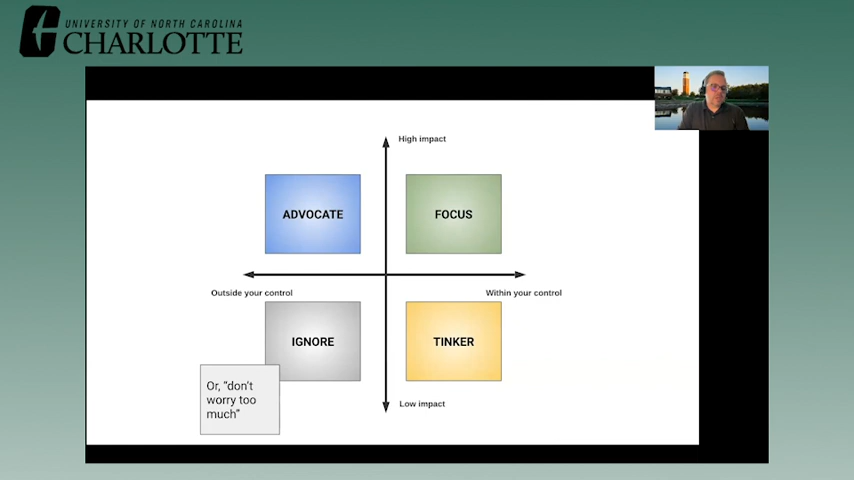 UNIVERSITY OF NORTH CAROLINA
CHARLOTTE
High impact
ADVOCATE
FOCUS
Outside your control
Within your control
IGNORE
TINKER
Or, "don't
worry too
much"
Low impact